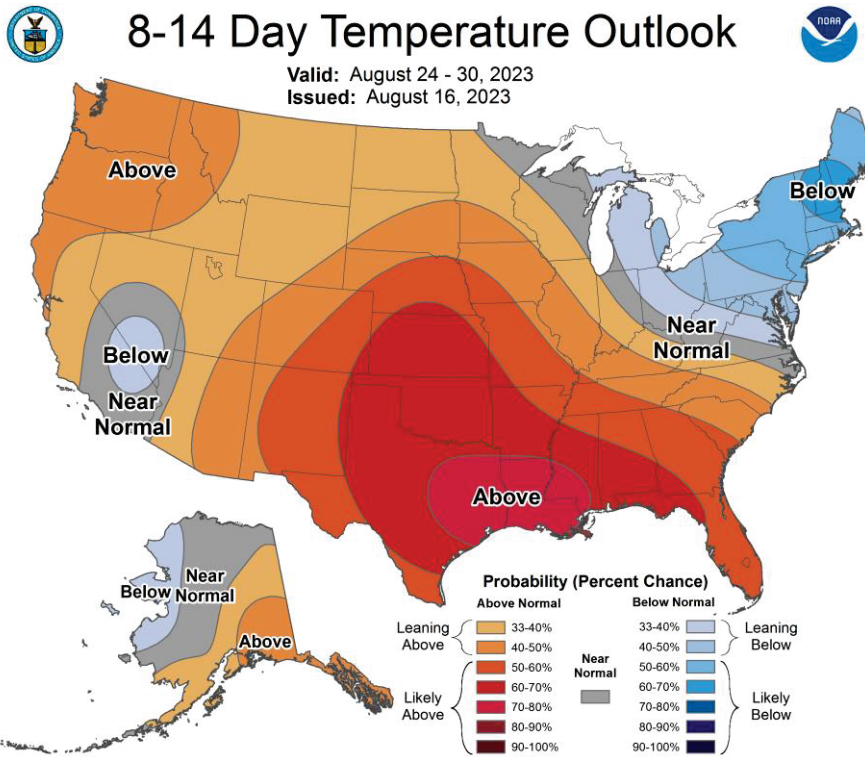 8-14 Day Temperature Outlook
NOAA
Valid: August 24 - 30, 2023
Issued: August 16, 2023
Above
Below
Near
Normal
Below
Near
Normal
Above
Near
Normal
Below
Above
Probability (Percent Chance)
Above Normal
Below Normal
Leaning
Above
33-40%
40-50%
Likely
Above
50-60%
60-70%
70-80%
80-90%
90-100%
Near
Normal
33-40%
40-50%
Leaning
Below
50-60%
60-70%
70-80%
80-90%
90-100%
Likely
Below